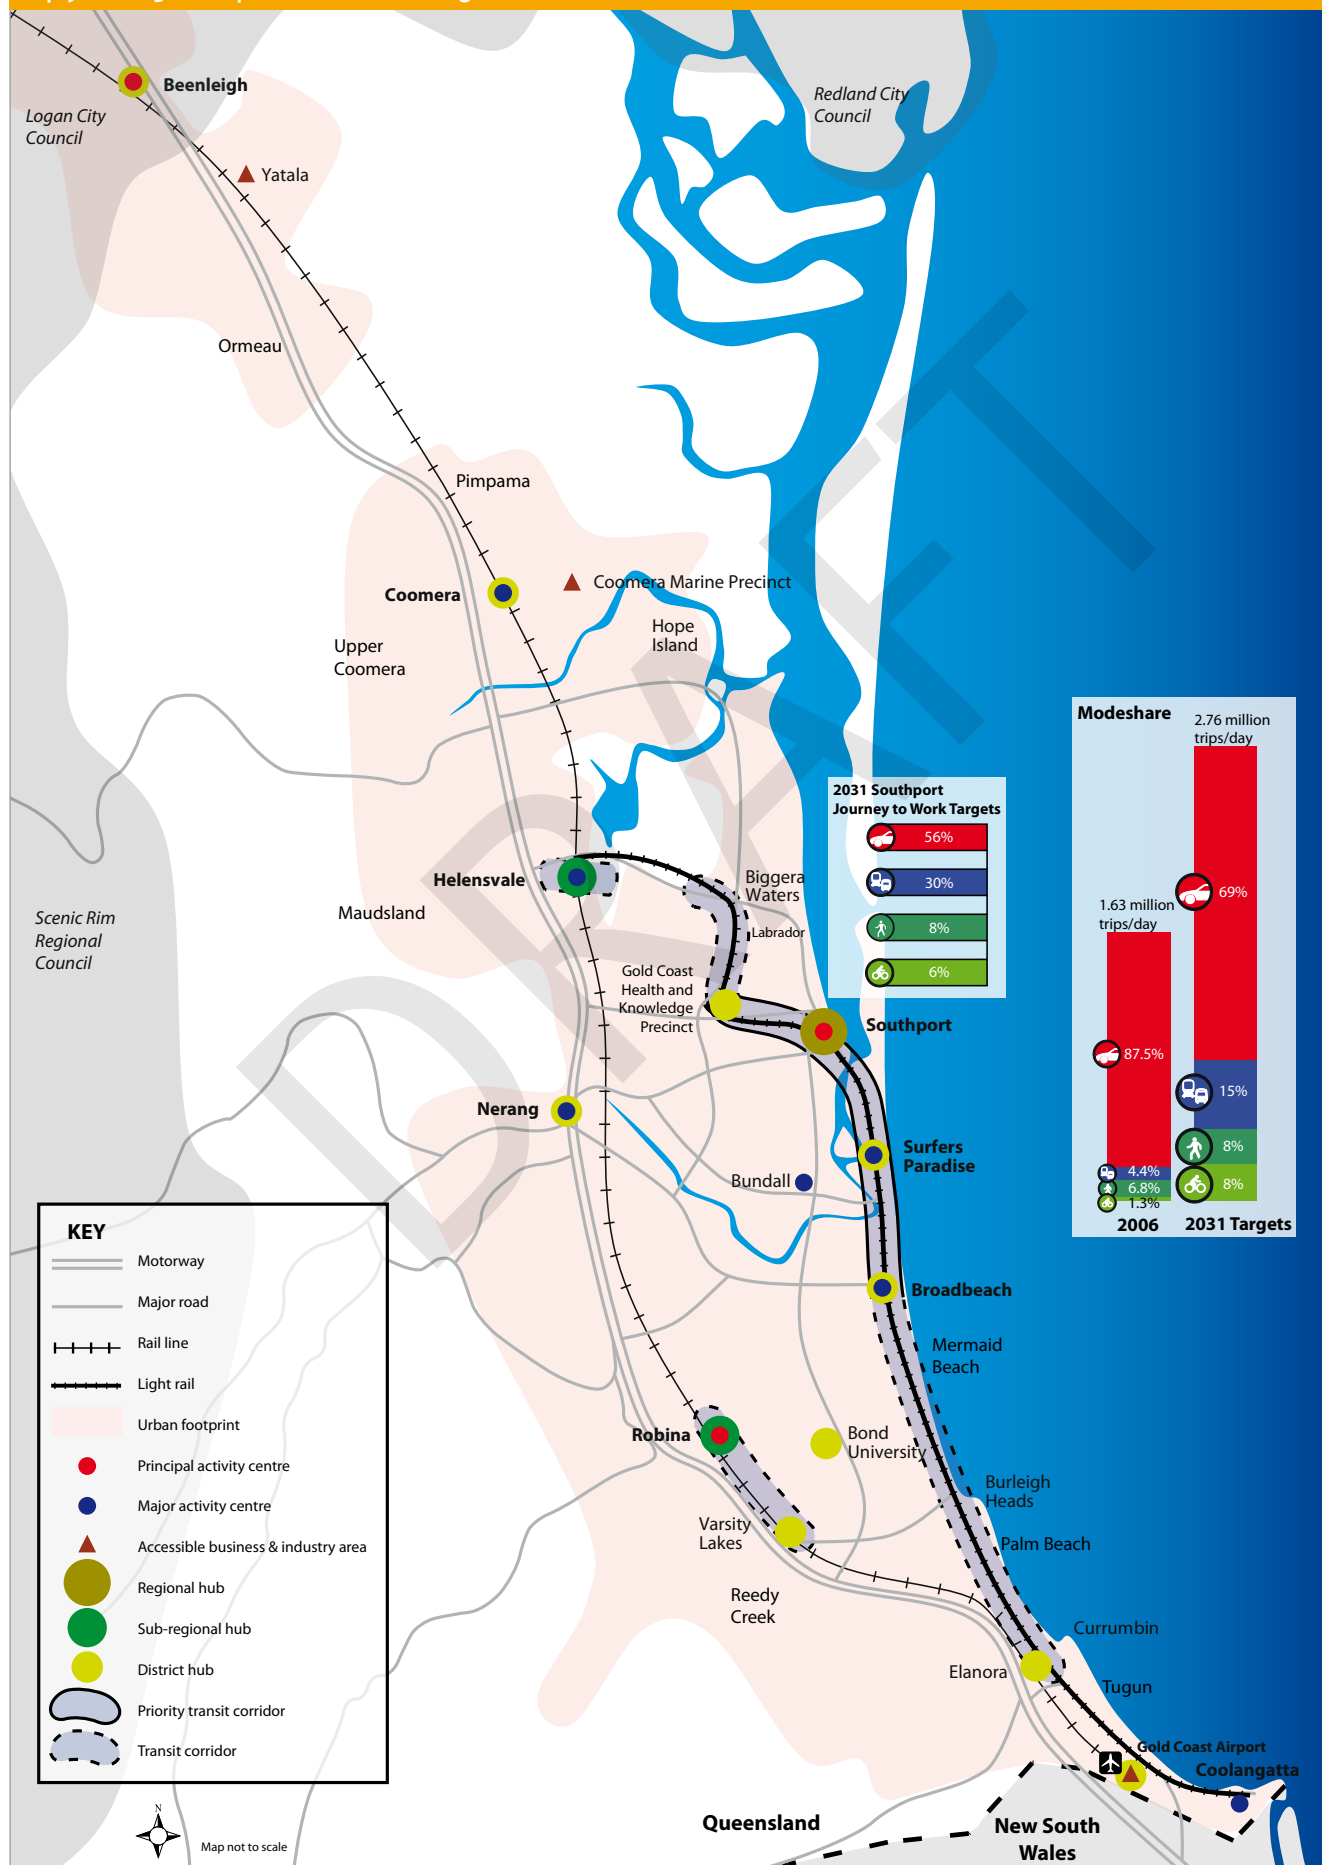 Beenleigh
Logan City
Council
Redland City
Council
Yatala
Ormeau
Pimpama
Coomera
Coomera Marine Precinct
Hope
Island
Upper
Coomera
Modeshare
2.76 million
trips/day
69%
15%
8%
8%
1.63 million
trips/day
87.5%
4.4%
6.8%
1.3%
2006
2031 Targets
2031 Southport
Journey to Work Targets
56%
30%
8%
6%
Helensvale
Maudsland
Biggera
Waters
Labrador
Scenic Rim
Regional
Council
Gold Coast
Health and
Knowledge
Precinct
Southport
Nerang
Surfers
Paradise
Bundall
Broadbeach
Mermaid
Beach
Robina
Bond
University
Burleigh
Heads
Varsity
Lakes
Palm Beach
Reedy
Creek
Currumbin
Elanora
Tugun
Gold Coast Airport
Coolangatta
Queensland
New South
Wales
KEY
Motorway
Major road
Rail line
Light rail
Urban footprint
Principal activity centre
Major activity centre
Accessible business & industry area
Regional hub
Sub-regional hub
District hub
Priority transit corridor
Transit corridor
N
Map not to scale
DRAFT